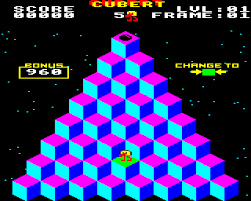 CUBERT
SCORE LVL:01
00000 5 FRAME:01
BONUS CHANGE TO
960